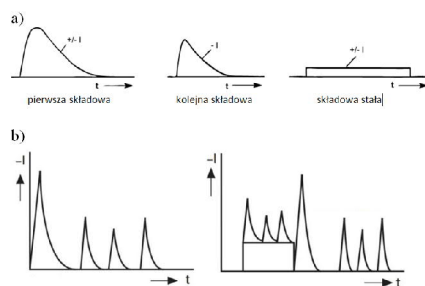 a)
+/- I
- I
+/- I
t
t
t
pierwsza składowa
kolejna składowa
składowa stała
b)
–I
–I
t
t